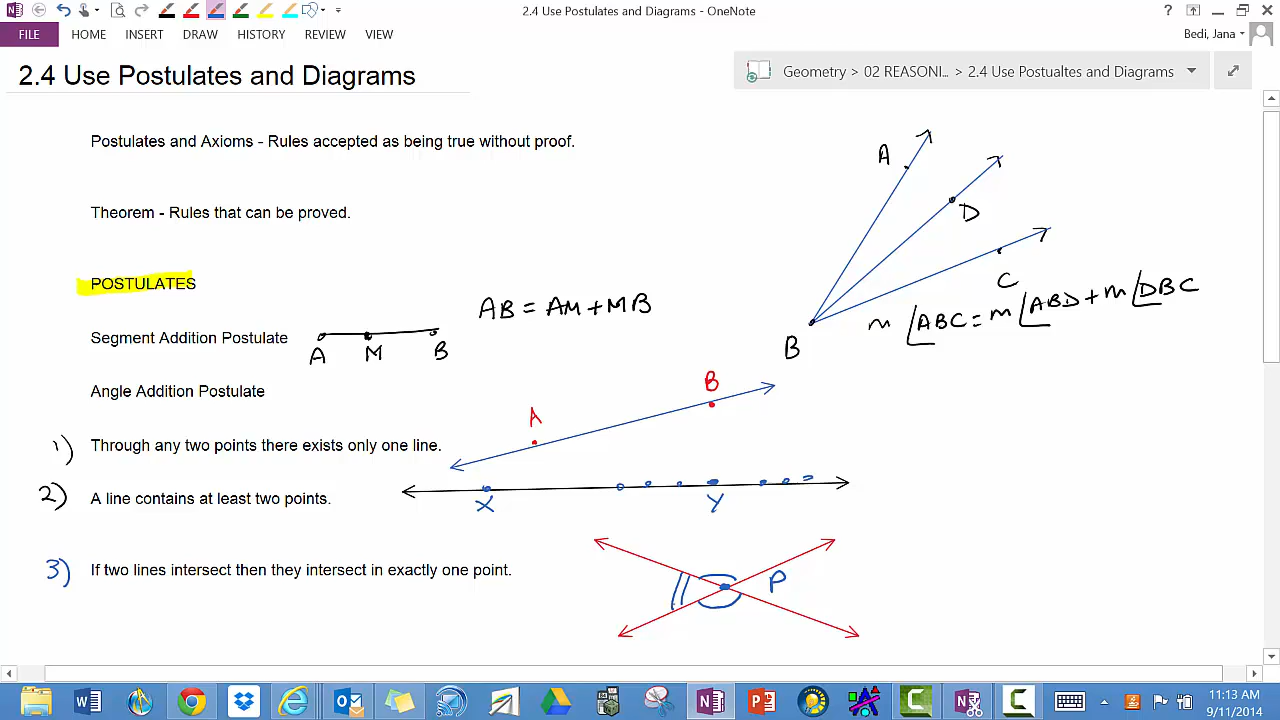 2.4 Use Postulates and Diagrams - OneNote
FILE HOME INSERT DRAW HISTORY REVIEW VIEW
Bedi, Jana
2.4 Use Postulates and Diagrams
Geometry > 02 REASONI... > 2.4 Use Postualtes and Diagrams
Postulates and Axioms - Rules accepted as being true without proof.
A
D
C
B
Theorem - Rules that can be proved.
POSTULATES
m∠ABC = m∠ABD + m∠DBC
Segment Addition Postulate
A M B
AB = AM + MB
Angle Addition Postulate
A B
1) Through any two points there exists only one line.
2) A line contains at least two points.
X Y
3) If two lines intersect then they intersect in exactly one point.
P
11:13 AM
9/11/2014